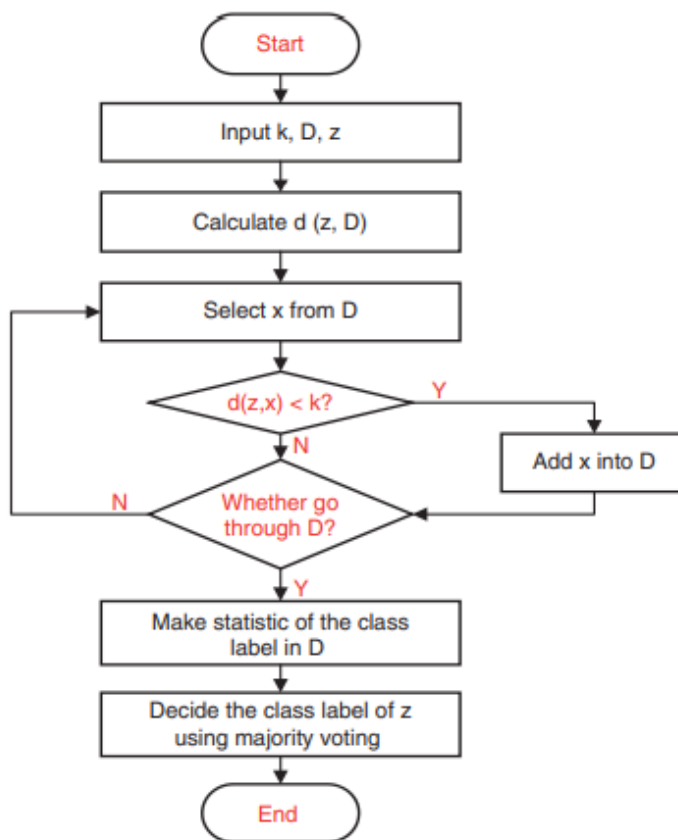 Start
Input k, D, z
Calculate d (z, D)
Select x from D
d(z,x) < k?
Y
N
Add x into D
N
Whether go
through D?
Y
Make statistic of the class
label in D
Decide the class label of z
using majority voting
End